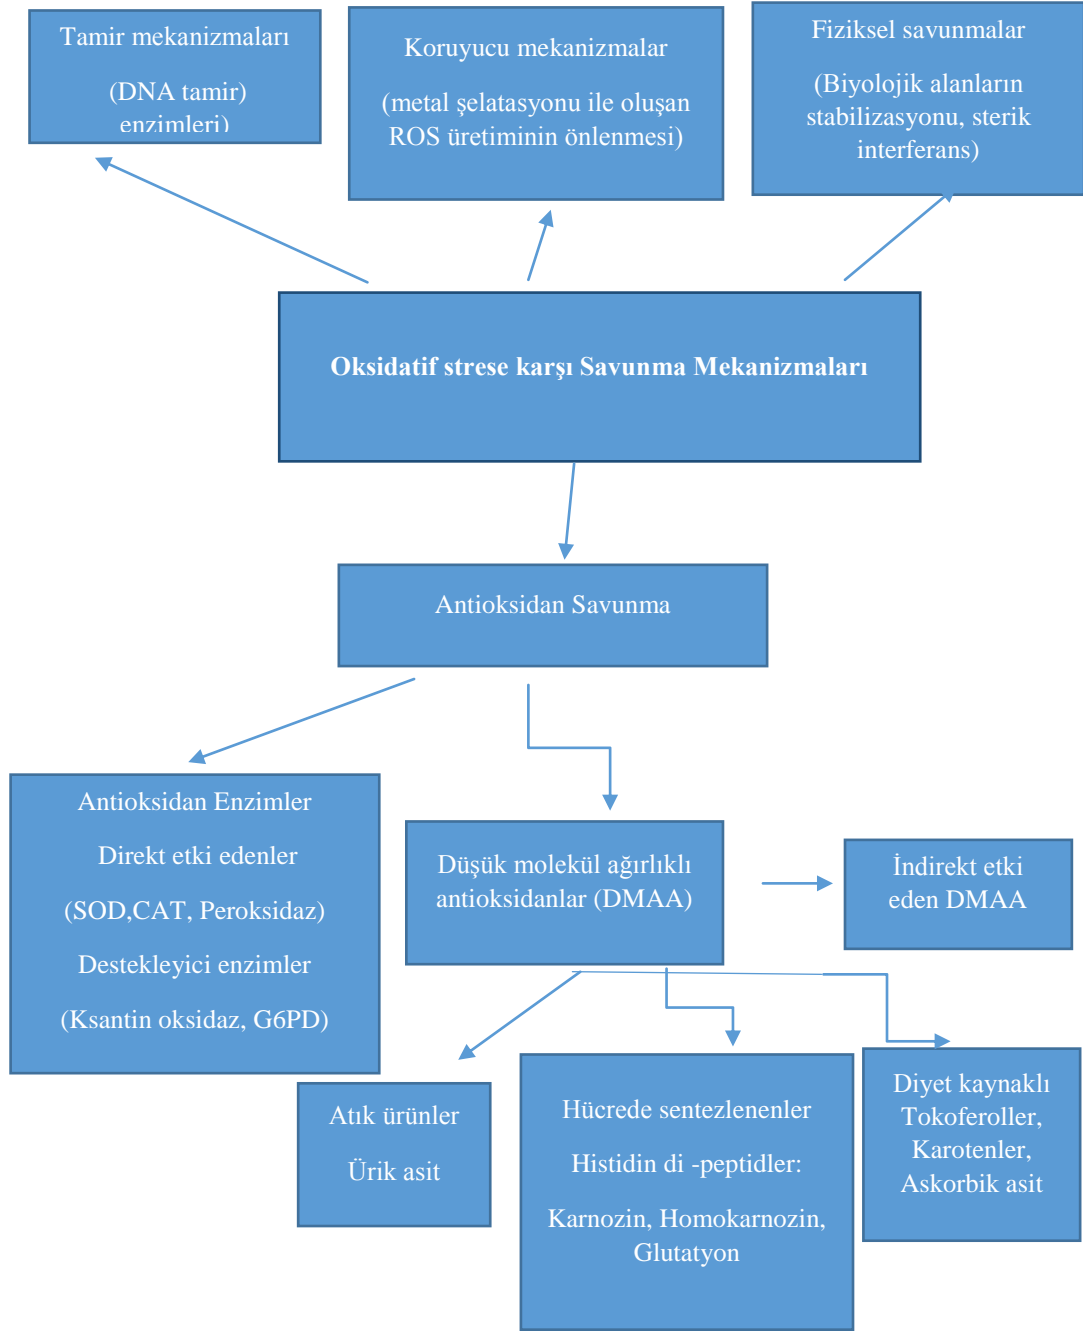 Tamir mekanizmaları
(DNA tamir)
enzimleri)
Koruyucu mekanizmalar
(metal şelatasyonu ile oluşan
ROS üretiminin önlenmesi)
Fiziksel savunmalar
(Biyolojik alanların
stabilizasyonu, sterik
interferans)
Oksidatif strese karşı Savunma Mekanizmaları
Antioksidan Savunma
Antioksidan Enzimler
Direkt etki edenler
(SOD,CAT, Peroksidaz)
Destekleyici enzimler
(Ksantin oksidaz, G6PD)
Düşük molekül ağırlıklı
antioksidanlar (DMAA)
İndirekt etki
eden DMAA
Atık ürünler
Ürik asit
Hücrede sentezlenenler
Histidin di -peptidler:
Karnozin, Homokarnozin,
Glutatyon
Diyet kaynaklı
Tokoferoller,
Karotenler,
Askorbik asit